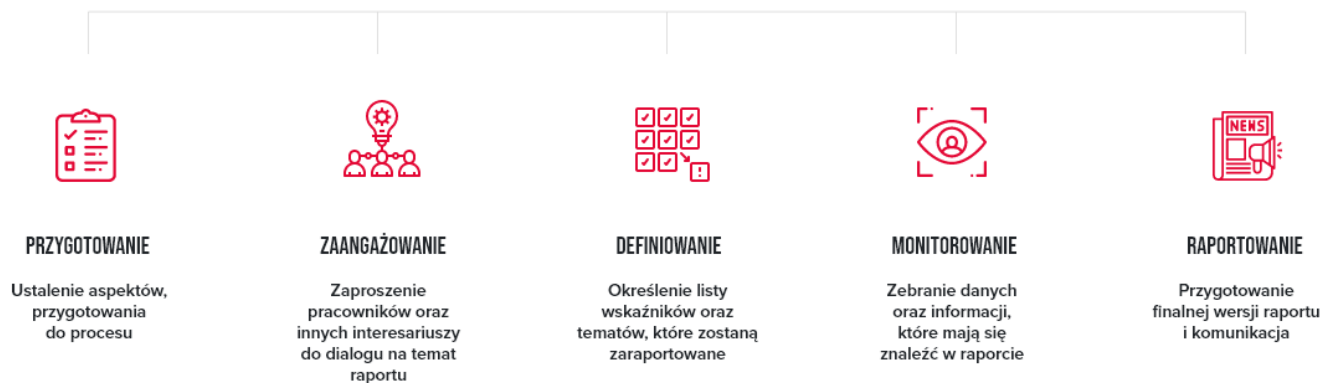 NEWS
PRZYGOTOWANIE
Ustalenie aspektów,
przygotowania
do procesu
ZAANGAŻOWANIE
Zaproszenie
pracowników oraz
innych interesariuszy
do dialogu na temat
raportu
DEFINIOWANIE
Określenie listy
wskaźników oraz
tematów, które zostaną
zaraportowane
MONITOROWANIE
Zebranie danych
oraz informacji,
które mają się
znaleźć w raporcie
RAPORTOWANIE
Przygotowanie
finalnej wersji raportu
i komunikacja